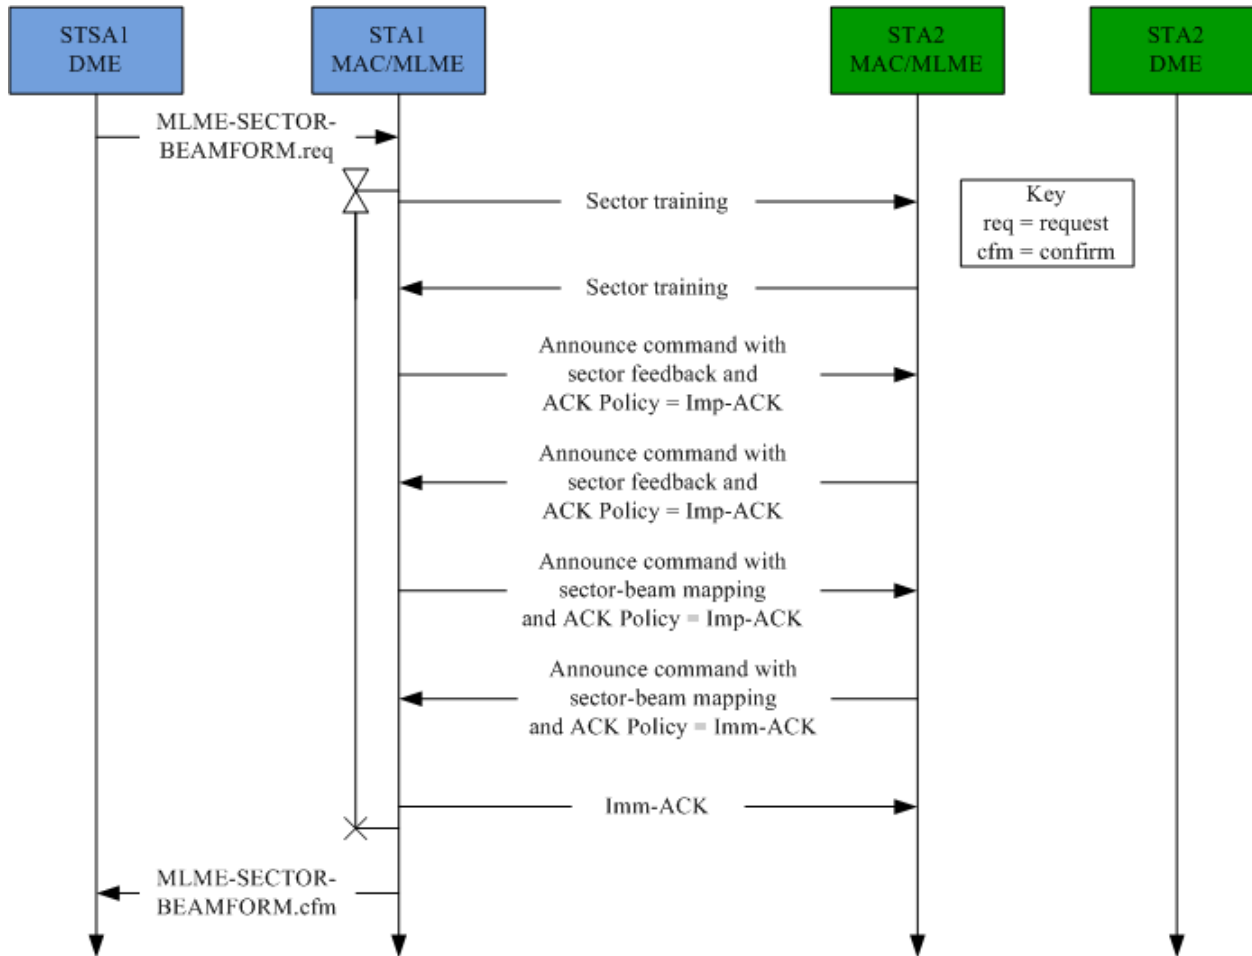 STSA1
DME
STA1
MAC/MLME
STA2
MAC/MLME
STA2
DME
MLME-SECTOR-
BEAMFORM.req
Sector training
Key
req = request
cfm = confirm
Sector training
Announce command with
sector feedback and
ACK Policy = Imp-ACK
Announce command with
sector feedback and
ACK Policy = Imp-ACK
Announce command with
sector-beam mapping
and ACK Policy = Imp-ACK
Announce command with
sector-beam mapping
and ACK Policy = Imm-ACK
Imm-ACK
MLME-SECTOR-
BEAMFORM.cfm